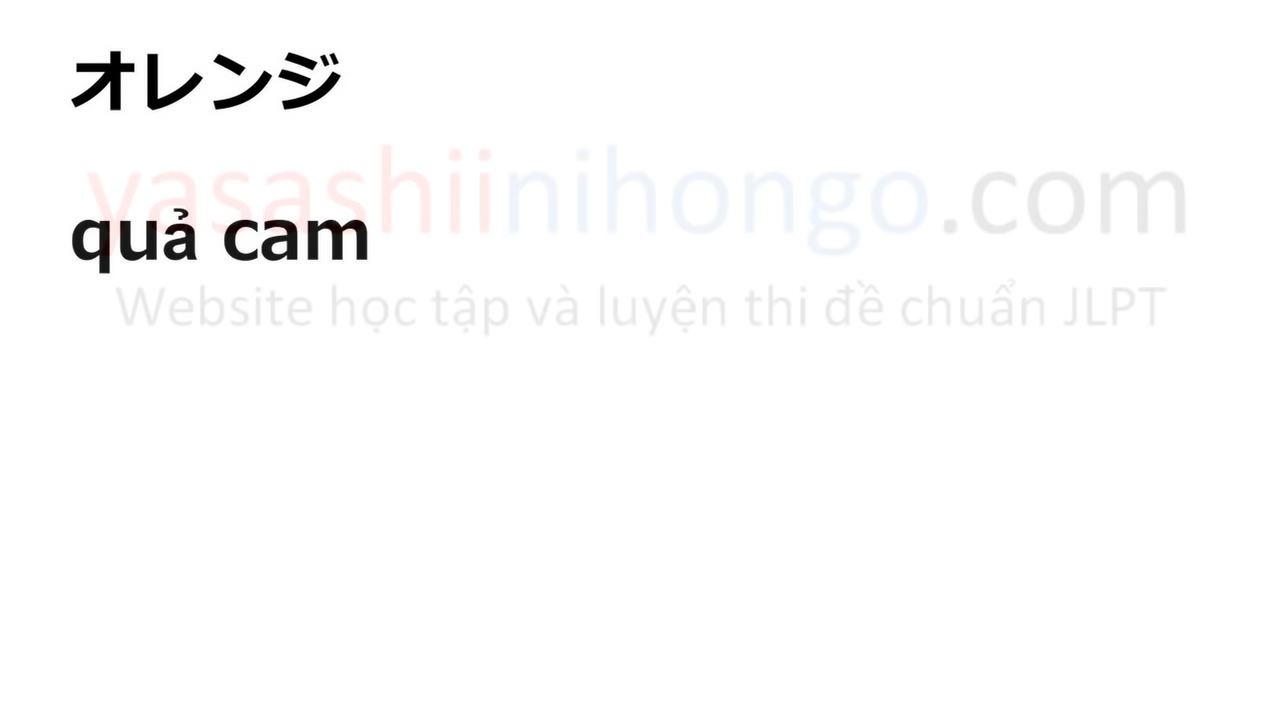 オレンジ
yasashiinihongo.com
quả cam
Website học tập và luyện thi đề chuẩn JLPT